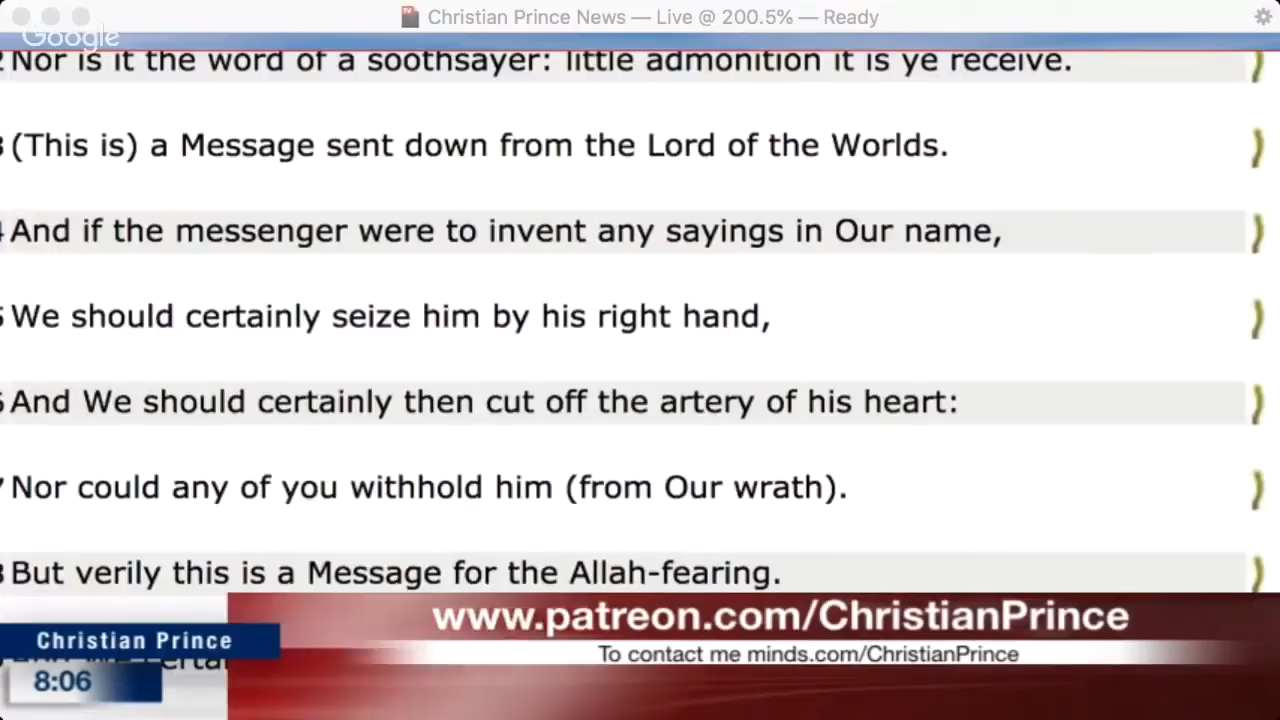 Christian Prince News — Live @ 200.5% — Ready
Google
Nor is it the word of a soothsayer: little admonition it is ye receive.
(This is) a Message sent down from the Lord of the Worlds.
And if the messenger were to invent any sayings in Our name,
We should certainly seize him by his right hand,
And We should certainly then cut off the artery of his heart:
Nor could any of you withhold him (from Our wrath).
But verily this is a Message for the Allah-fearing.
www.patreon.com/ChristianPrince
Christian Prince
To contact me minds.com/ChristianPrince
8:06